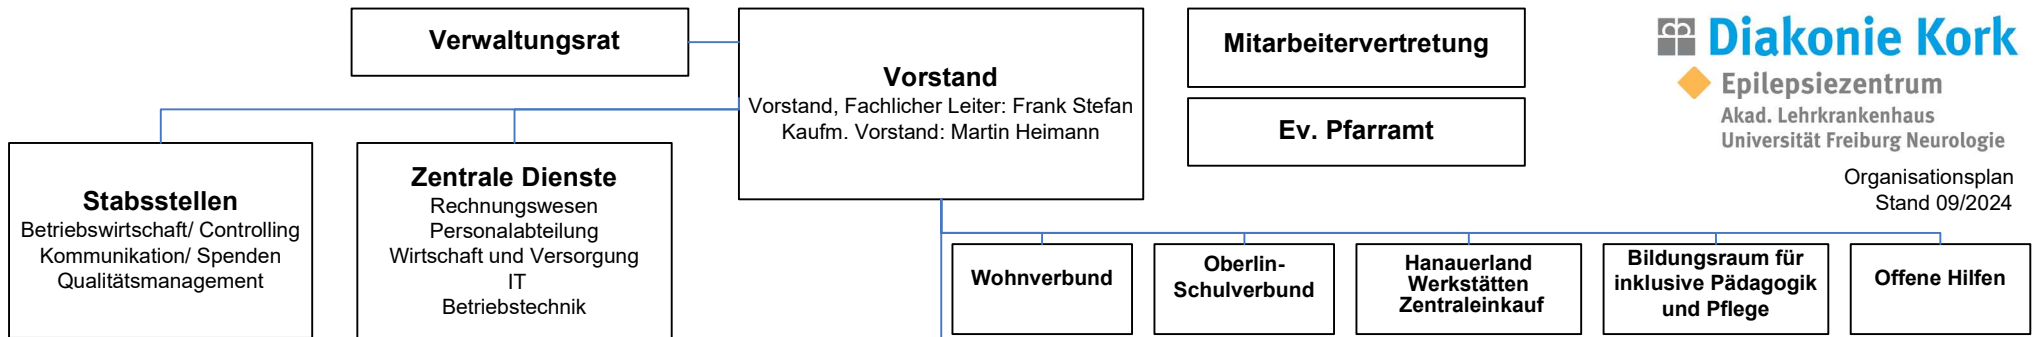 Verwaltungsrat
Vorstand
Vorstand, Fachlicher Leiter: Frank Stefan
Kaufm. Vorstand: Martin Heimann
Mitarbeitervertretung
Ev. Pfarramt
Diakonie Kork
Epilepsiezentrum
Akad. Lehrkrankenhaus
Universität Freiburg Neurologie
Organisationsplan
Stand 09/2024
Stabsstellen
Betriebswirtschaft/ Controlling
Kommunikation/ Spenden
Qualitätsmanagement
Zentrale Dienste
Rechnungswesen
Personalabteilung
Wirtschaft und Versorgung
IT
Betriebstechnik
Wohnverbund
Oberlin-
Schulverbund
Hanauerland
Werkstätten
Zentraleinkauf
Bildungsraum für
inklusive Pädagogik
und Pflege
Offene Hilfen